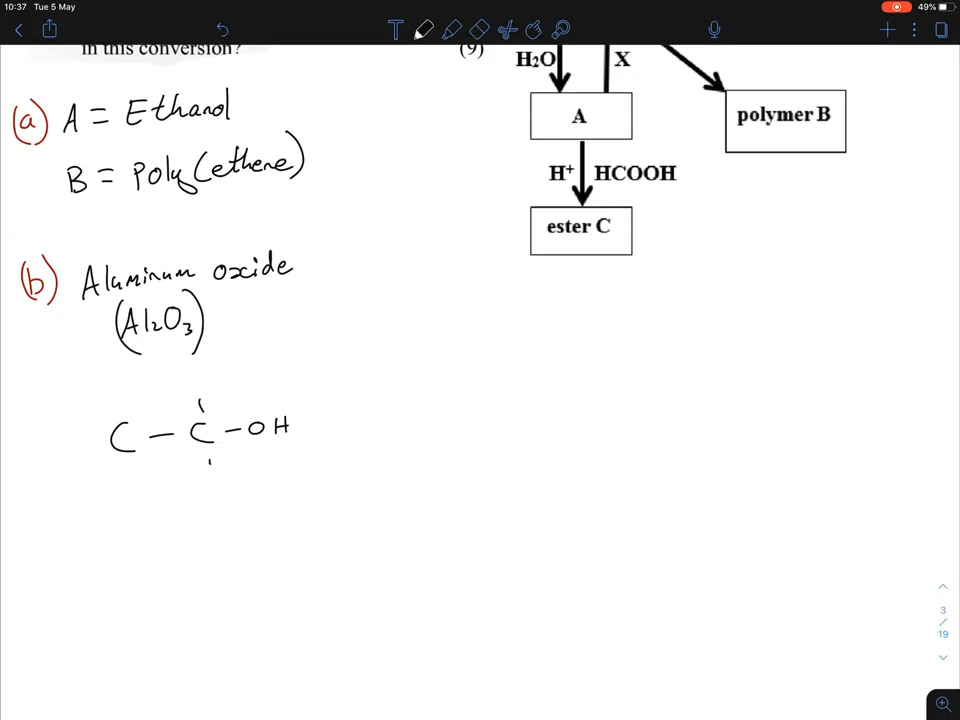 10:37 Tue 5 May
49%
T
in this conversion?
(9)
H₂O
X
A
polymer B
H⁺
HCOOH
ester C
(a) A = Ethanol
B = Poly(ethene)
(b) Aluminum oxide
(Al₂O₃)
C – C – OH
3
/
19